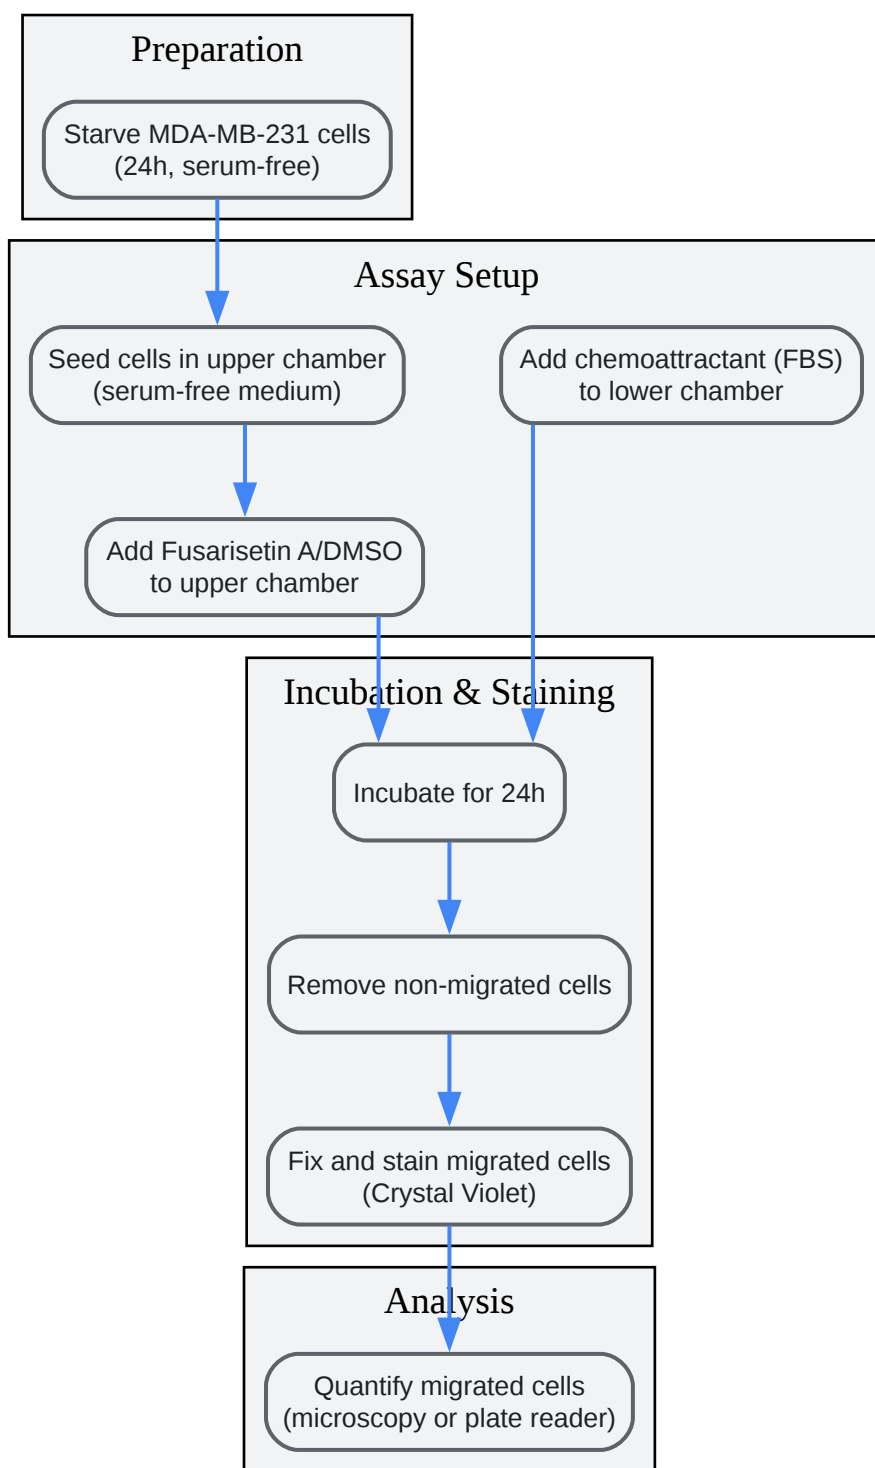 Preparation
Starve MDA-MB-231 cells
(24h, serum-free)
Assay Setup
Seed cells in upper chamber
(serum-free medium)
Add chemoattractant (FBS)
to lower chamber
Add Fusarisetin A/DMSO
to upper chamber
Incubation & Staining
Incubate for 24h
Remove non-migrated cells
Fix and stain migrated cells
(Crystal Violet)
Analysis
Quantify migrated cells
(microscopy or plate reader)